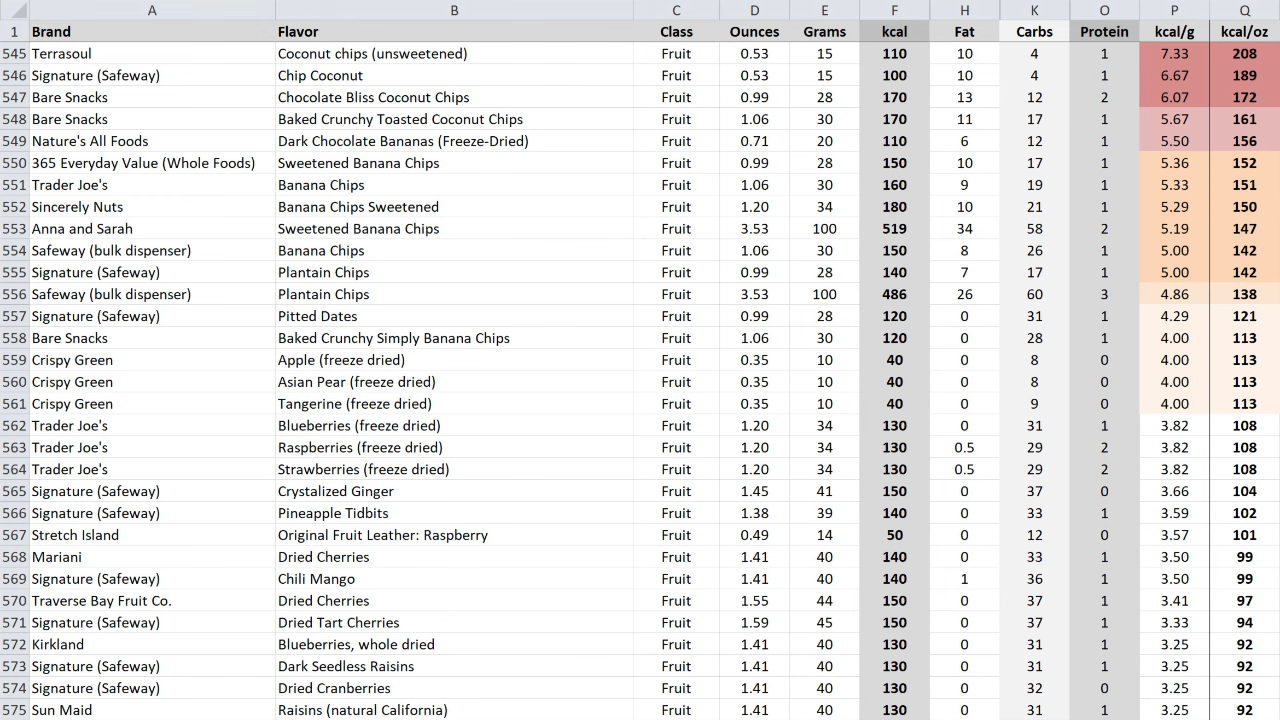 A B C D E F H K O P Q
1 Brand Flavor Class Ounces Grams kcal Fat Carbs Protein kcal/g kcal/oz
545 Terrasoul Coconut chips (unsweetened) Fruit 0.53 15 110 10 4 1 7.33 208
546 Signature (Safeway) Chip Coconut Fruit 0.53 15 100 10 4 1 6.67 189
547 Bare Snacks Chocolate Bliss Coconut Chips Fruit 0.99 28 170 13 12 2 6.07 172
548 Bare Snacks Baked Crunchy Toasted Coconut Chips Fruit 1.06 30 170 11 17 1 5.67 161
549 Nature's All Foods Dark Chocolate Bananas (Freeze-Dried) Fruit 0.71 20 110 6 12 1 5.50 156
550 365 Everyday Value (Whole Foods) Sweetened Banana Chips Fruit 0.99 28 150 10 17 1 5.36 152
551 Trader Joe's Banana Chips Fruit 1.06 30 160 9 19 1 5.33 151
552 Sincerely Nuts Banana Chips Sweetened Fruit 1.20 34 180 10 21 1 5.29 150
553 Anna and Sarah Sweetened Banana Chips Fruit 3.53 100 519 34 58 2 5.19 147
554 Safeway (bulk dispenser) Banana Chips Fruit 1.06 30 150 8 26 1 5.00 142
555 Signature (Safeway) Plantain Chips Fruit 0.99 28 140 7 17 1 5.00 142
556 Safeway (bulk dispenser) Plantain Chips Fruit 3.53 100 486 26 60 3 4.86 138
557 Signature (Safeway) Pitted Dates Fruit 0.99 28 120 0 31 1 4.29 121
558 Bare Snacks Baked Crunchy Simply Banana Chips Fruit 1.06 30 120 0 28 1 4.00 113
559 Crispy Green Apple (freeze dried) Fruit 0.35 10 40 0 8 0 4.00 113
560 Crispy Green Asian Pear (freeze dried) Fruit 0.35 10 40 0 8 0 4.00 113
561 Crispy Green Tangerine (freeze dried) Fruit 0.35 10 40 0 9 0 4.00 113
562 Trader Joe's Blueberries (freeze dried) Fruit 1.20 34 130 0 31 1 3.82 108
563 Trader Joe's Raspberries (freeze dried) Fruit 1.20 34 130 0.5 29 2 3.82 108
564 Trader Joe's Strawberries (freeze dried) Fruit 1.20 34 130 0.5 29 2 3.82 108
565 Signature (Safeway) Crystalized Ginger Fruit 1.45 41 150 0 37 0 3.66 104
566 Signature (Safeway) Pineapple Tidbits Fruit 1.38 39 140 0 33 1 3.59 102
567 Stretch Island Original Fruit Leather: Raspberry Fruit 0.49 14 50 0 12 0 3.57 101
568 Mariani Dried Cherries Fruit 1.41 40 140 0 33 1 3.50 99
569 Signature (Safeway) Chili Mango Fruit 1.41 40 140 1 36 1 3.50 99
570 Traverse Bay Fruit Co. Dried Cherries Fruit 1.55 44 150 0 37 1 3.41 97
571 Signature (Safeway) Dried Tart Cherries Fruit 1.59 45 150 0 37 1 3.33 94
572 Kirkland Blueberries, whole dried Fruit 1.41 40 130 0 31 1 3.25 92
573 Signature (Safeway) Dark Seedless Raisins Fruit 1.41 40 130 0 31 1 3.25 92
574 Signature (Safeway) Dried Cranberries Fruit 1.41 40 130 0 32 0 3.25 92
575 Sun Maid Raisins (natural California) Fruit 1.41 40 130 0 31 1 3.25 92